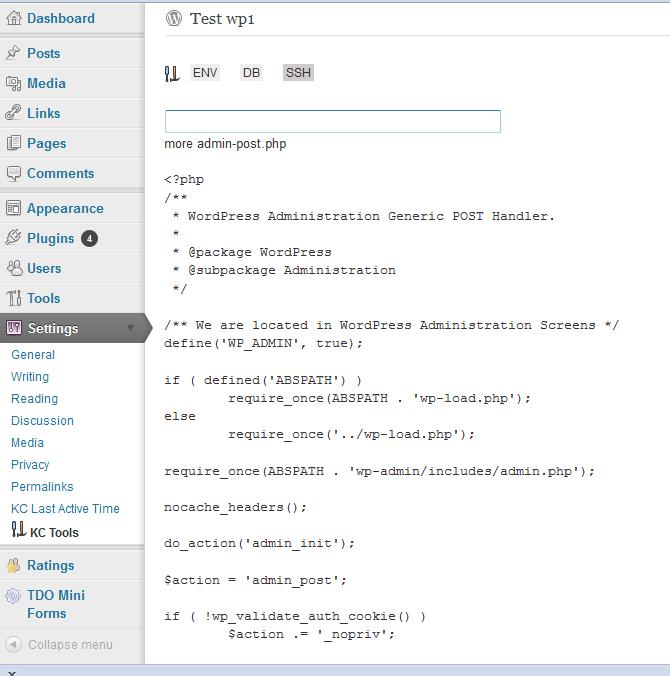 Dashboard
Posts
Media
Links
Pages
Comments
Appearance
Plugins 4
Users
Tools
Settings
General
Writing
Reading
Discussion
Media
Privacy
Permalinks
KC Last Active Time
KC Tools
Ratings
TDO Mini
Forms
Collapse menu
Test wp1
ENV DB SSH
more admin-post.php
<?php
/**
 * WordPress Administration Generic POST Handler.
 *
 * @package WordPress
 * @subpackage Administration
 */
/** We are located in WordPress Administration Screens */
define('WP_ADMIN', true);
if ( defined('ABSPATH') )
        require_once(ABSPATH . 'wp-load.php');
else
        require_once('../wp-load.php');
require_once(ABSPATH . 'wp-admin/includes/admin.php');
nocache_headers();
do_action('admin_init');
$action = 'admin_post';
if ( !wp_validate_auth_cookie() )
        $action .= '_nopriv';
x